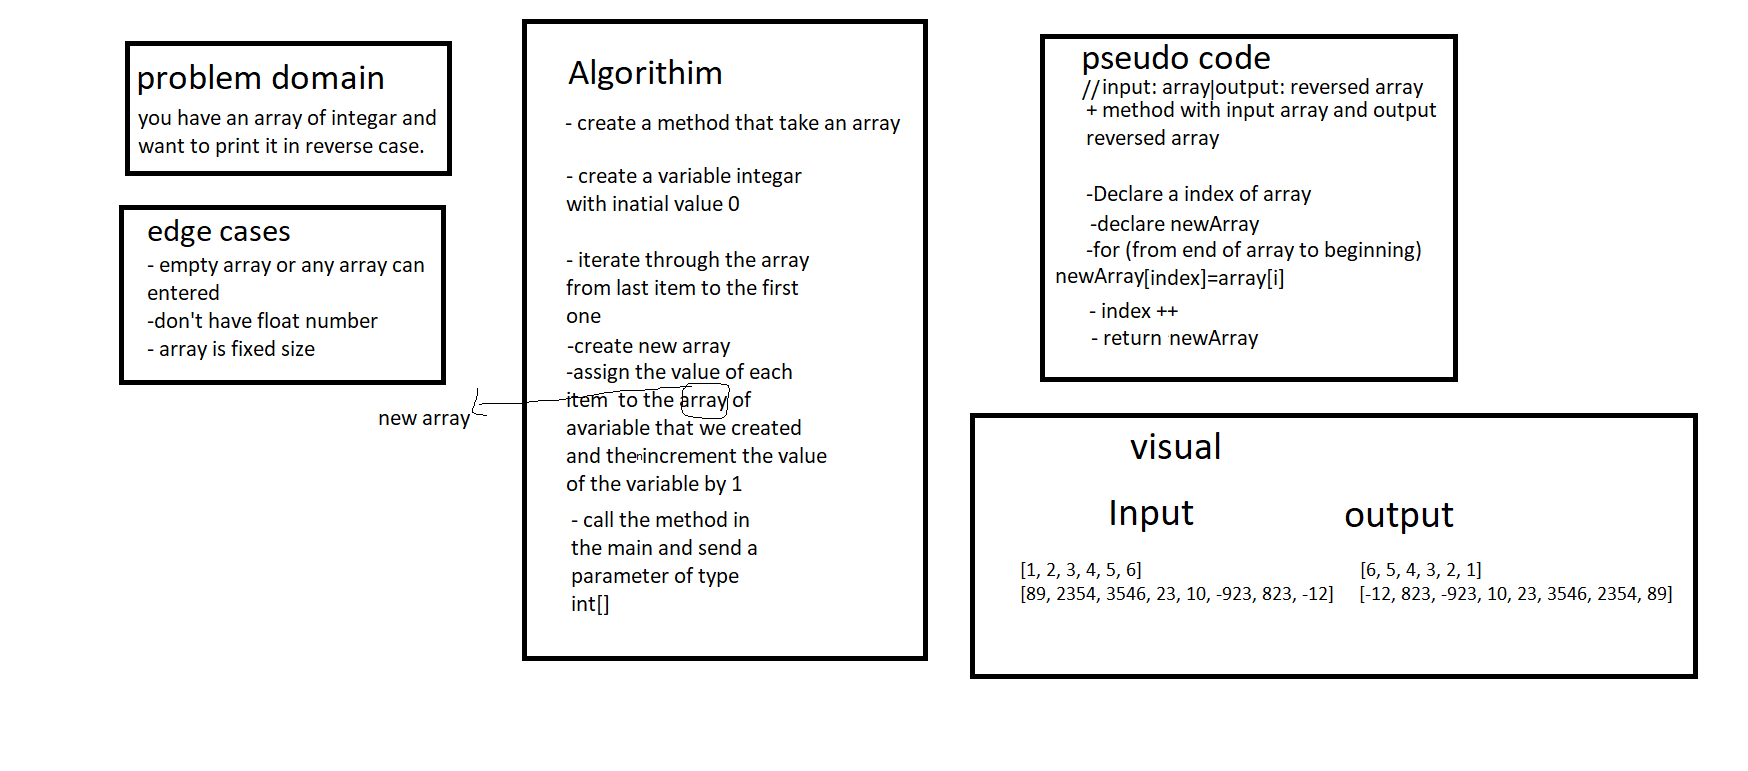 problem domain
you have an array of integar and
want to print it in reverse case.
edge cases
- empty array or any array can
entered
-don't have float number
- array is fixed size
new array
Algorithim
- create a method that take an array
- create a variable integar
with inatial value 0
- iterate through the array
from last item to the first
one
-create new array
-assign the value of each
item to the array of
avariable that we created
and then increment the value
of the variable by 1
- call the method in
the main and send a
parameter of type
int[]
pseudo code
//input: array|output: reversed array
+ method with input array and output
reversed array
-Declare a index of array
-declare newArray
-for (from end of array to beginning)
newArray[index]=array[i]
- index ++
- return newArray
visual
Input output
[1, 2, 3, 4, 5, 6] [6, 5, 4, 3, 2, 1]
[89, 2354, 3546, 23, 10, -923, 823, -12] [-12, 823, -923, 10, 23, 3546, 2354, 89]